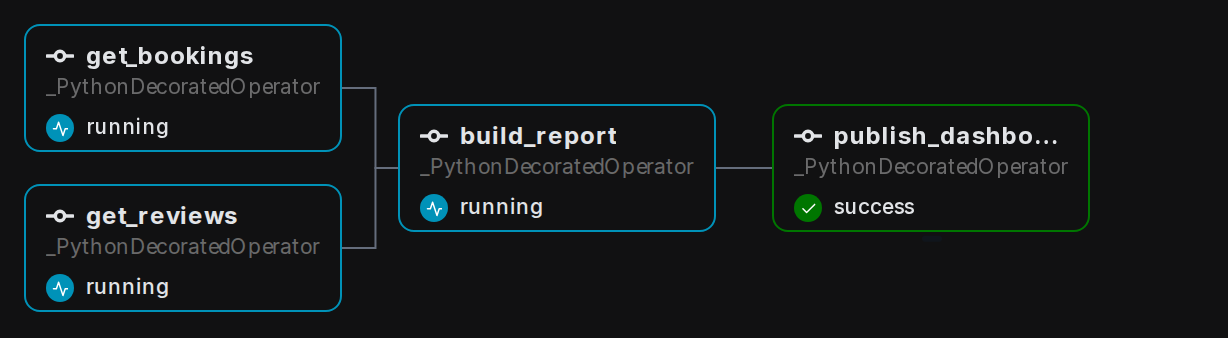 get_bookings
_PythonDecoratedOperator
running
get_reviews
_PythonDecoratedOperator
running
build_report
_PythonDecoratedOperator
running
publish_dashbo...
_PythonDecoratedOperator
success